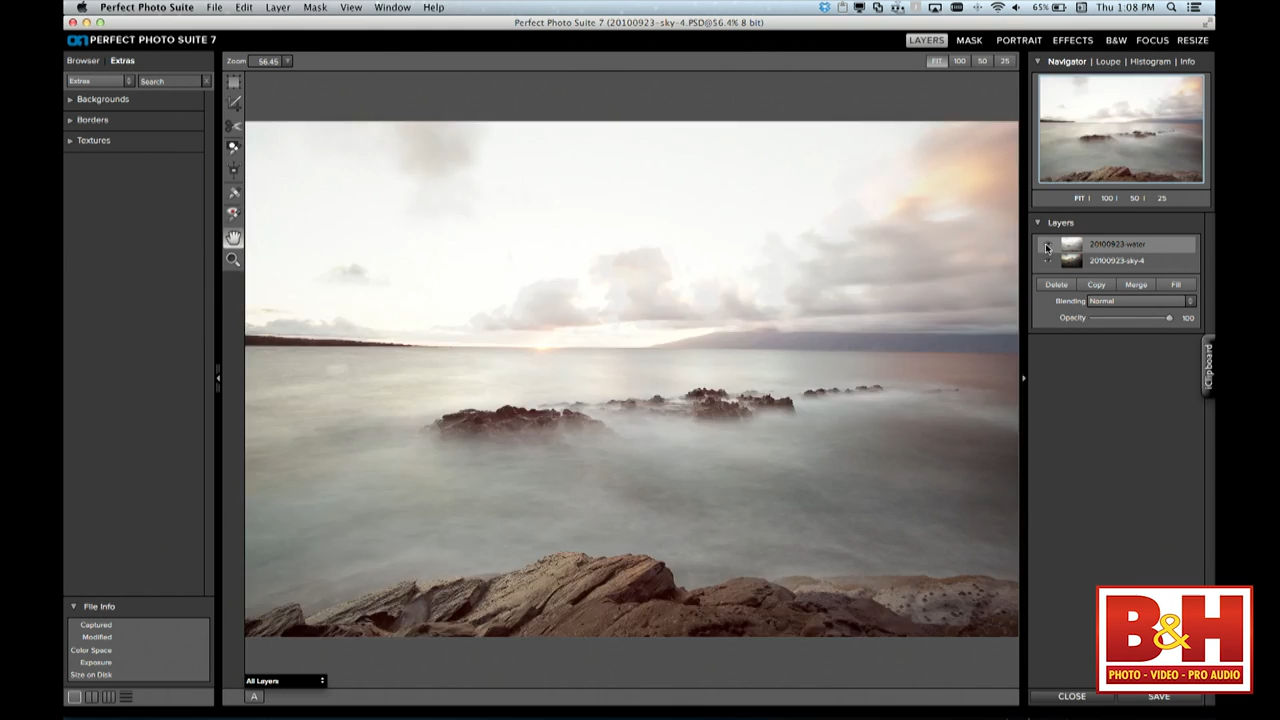 Perfect Photo Suite File Edit Layer Mask View Window Help 65% Thu 1:08 PM
Perfect Photo Suite 7 (20100923-sky-4.PSD@56.4% 8 bit)
on PERFECT PHOTO SUITE 7 LAYERS MASK PORTRAIT EFFECTS B&W FOCUS RESIZE
Browser Extras
Zoom 56.45 FIT 100 50 25
Navigator Loupe Histogram Info
Extras Search
Backgrounds
Borders
Textures
FIT 100 50 25
Layers
20100923-water
20100923-sky-4
Delete Copy Merge Fill
Blending Normal
Opacity 100
iClipboard
File Info
Captured
Modified
Color Space
Exposure
Size on Disk
All Layers
A
B&H
PHOTO - VIDEO - PRO AUDIO
CLOSE SAVE